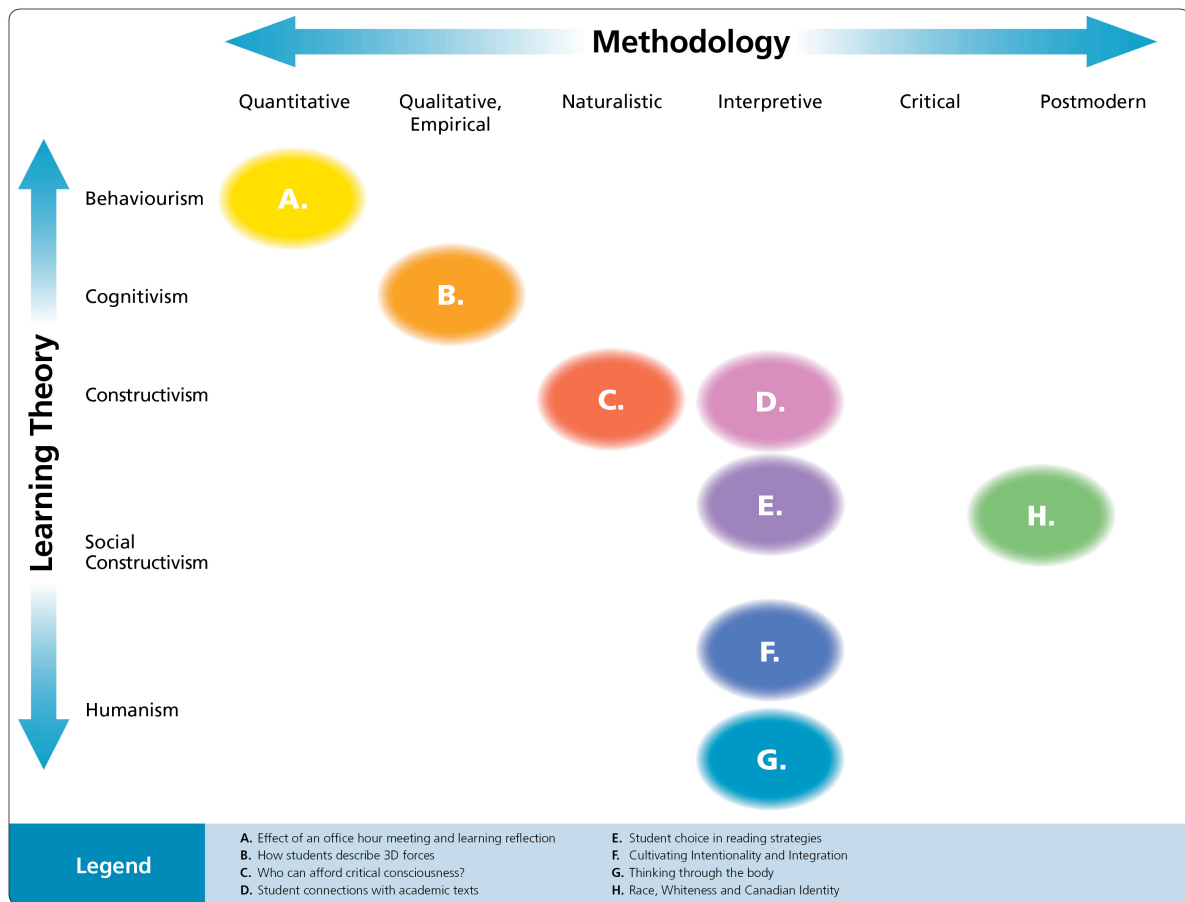 Methodology
Quantitative
Qualitative,
Empirical
Naturalistic
Interpretive
Critical
Postmodern
Learning Theory
Behaviourism
A.
Cognitivism
B.
Constructivism
C.
D.
E.
H.
Social
Constructivism
F.
Humanism
G.
Legend
A. Effect of an office hour meeting and learning reflection
B. How students describe 3D forces
C. Who can afford critical consciousness?
D. Student connections with academic texts
E. Student choice in reading strategies
F. Cultivating Intentionality and Integration
G. Thinking through the body
H. Race, Whiteness and Canadian Identity